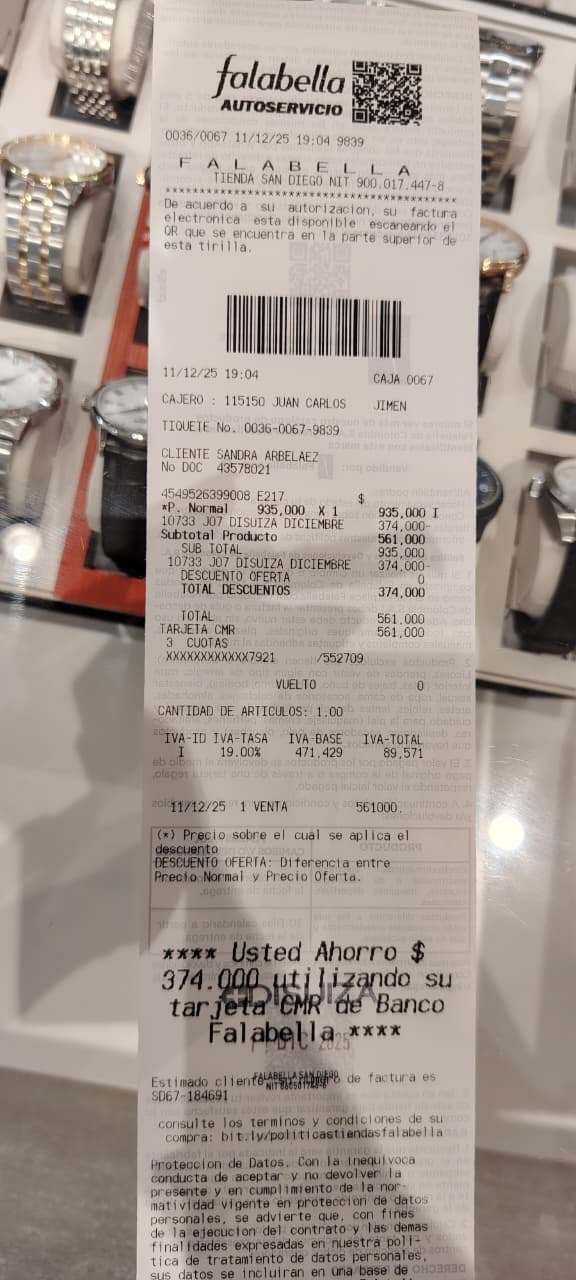 falabella
AUTOSERVICIO
0036/0067 11/12/25 19:04 9839
F A L A B E L L A
TIENDA SAN DIEGO NIT 900.017.447-8
De acuerdo a su autorizacion, su factura
electronica esta disponible escaneando el
QR que se encuentra en la parte superior de
esta tirilla.
11/12/25 19:04 CAJA 0067
CAJERO : 115150 JUAN CARLOS JIMEN
TIQUETE No. 0036-0067-9839
CLIENTE SANDRA ARBELAEZ
No DOC 43578021
4549526399008 E217 $
*P. Normal 935,000 X 1 935,000 I
10733 J07 DISUIZA DICIEMBRE 374,000-
Subtotal Producto 561,000
SUB TOTAL 935,000
10733 J07 DISUIZA DICIEMBRE 374,000-
DESCUENTO OFERTA 0
TOTAL DESCUENTOS 374,000
TOTAL 561,000
TARJETA CMR 561,000
3 CUOTAS
XXXXXXXXXXXX7921 /552709
VUELTO 0
CANTIDAD DE ARTICULOS: 1.00
IVA-ID IVA-TASA IVA-BASE IVA-TOTAL
I 19.00% 471,429 89,571
11/12/25 1 VENTA 561000.
(*) Precio sobre el cual se aplica el
descuento
DESCUENTO OFERTA: Diferencia entre
Precio Normal y Precio Oferta.
**** Usted Ahorro $
374.000 utilizando su
tarjeta CMR de Banco
Falabella ****
DISUIZA
DIC 2025
FALABELLA SAN DIEGO
Estimado cliente de factura es
SD67-184691
consulte los terminos y condiciones de su
compra: bit.ly/politicastiendasfalabella
Proteccion de Datos. Con la inequivoca
conducta de aceptar y no devolver la
presente y en cumplimiento de la nor-
matividad vigente en proteccion de datos
personales, se advierte que, con fines
de la ejecucion del contrato y las demas
finalidades expresadas en nuestra poli-
tica de tratamiento de datos personales,
sus datos se incluiran en una base de